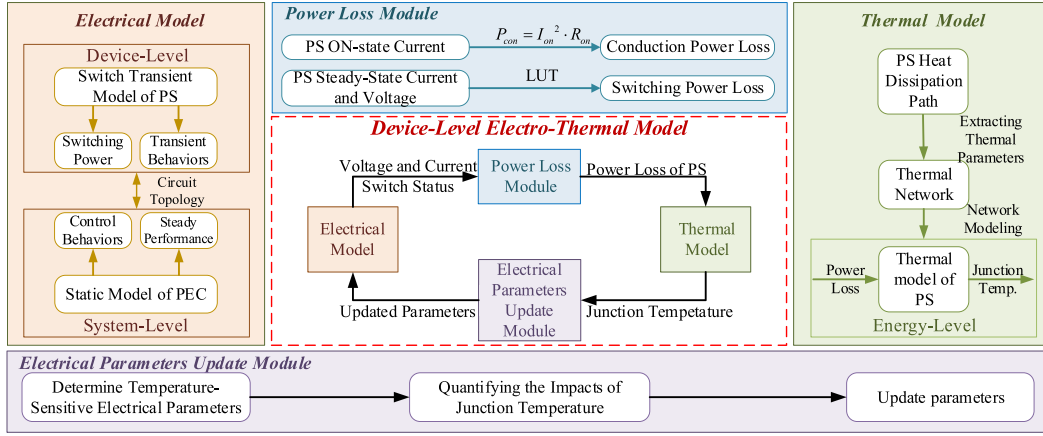 Electrical Model
Device-Level
Switch Transient
Model of PS
Switching
Power
Transient
Behaviors
Circuit
Topology
Control
Behaviors
Steady
Performance
Static Model of PEC
System-Level
Power Loss Module
PS ON-state Current
P_con = I_on² · R_on
Conduction Power Loss
PS Steady-State Current
and Voltage
LUT
Switching Power Loss
Device-Level Electro-Thermal Model
Voltage and Current
Switch Status
Power Loss
Module
Power Loss of PS
Electrical
Model
Thermal
Model
Electrical
Parameters
Update
Module
Updated Parameters
Junction Tempetature
Thermal Model
PS Heat
Dissipation
Path
Extracting
Thermal
Parameters
Thermal
Network
Network
Modeling
Power
Loss
Thermal
model of
PS
Junction
Temp.
Energy-Level
Electrical Parameters Update Module
Determine Temperature-
Sensitive Electrical Parameters
Quantifying the Impacts of
Junction Temperature
Update parameters